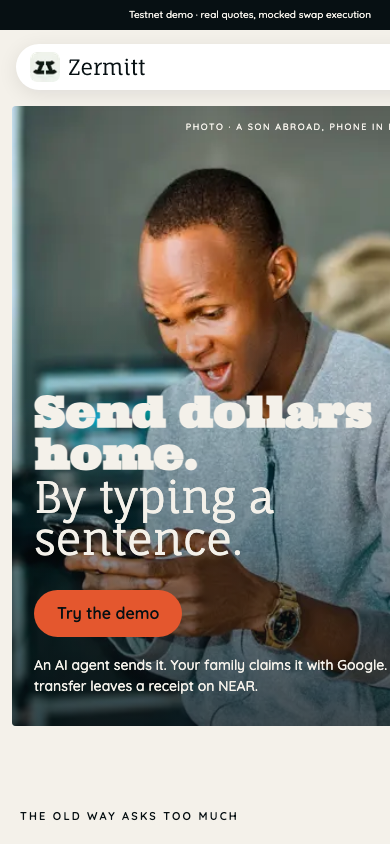 Testnet demo · real quotes, mocked swap execution
Zermitt
PHOTO · A SON ABROAD, PHONE IN
Send dollars
home.
By typing a
sentence.
Try the demo
An AI agent sends it. Your family claims it with Google.
transfer leaves a receipt on NEAR.
THE OLD WAY ASKS TOO MUCH